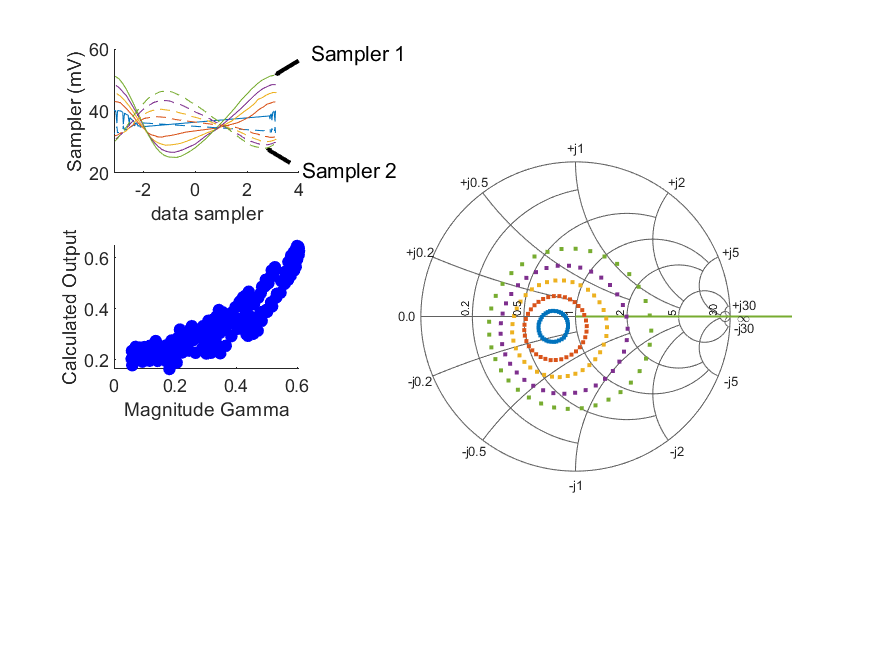 60
40
20
Sampler (mV)
-2
0
2
4
data sampler
Sampler 1
Sampler 2
0.6
0.4
0.2
Calculated Output
0
0.2
0.4
0.6
Magnitude Gamma
+j1
+j0.5
+j2
+j0.2
+j5
0.0
0.2
0.5
1
2
5
30
+j30
-j30
-j0.2
-j5
-j0.5
-j2
-j1